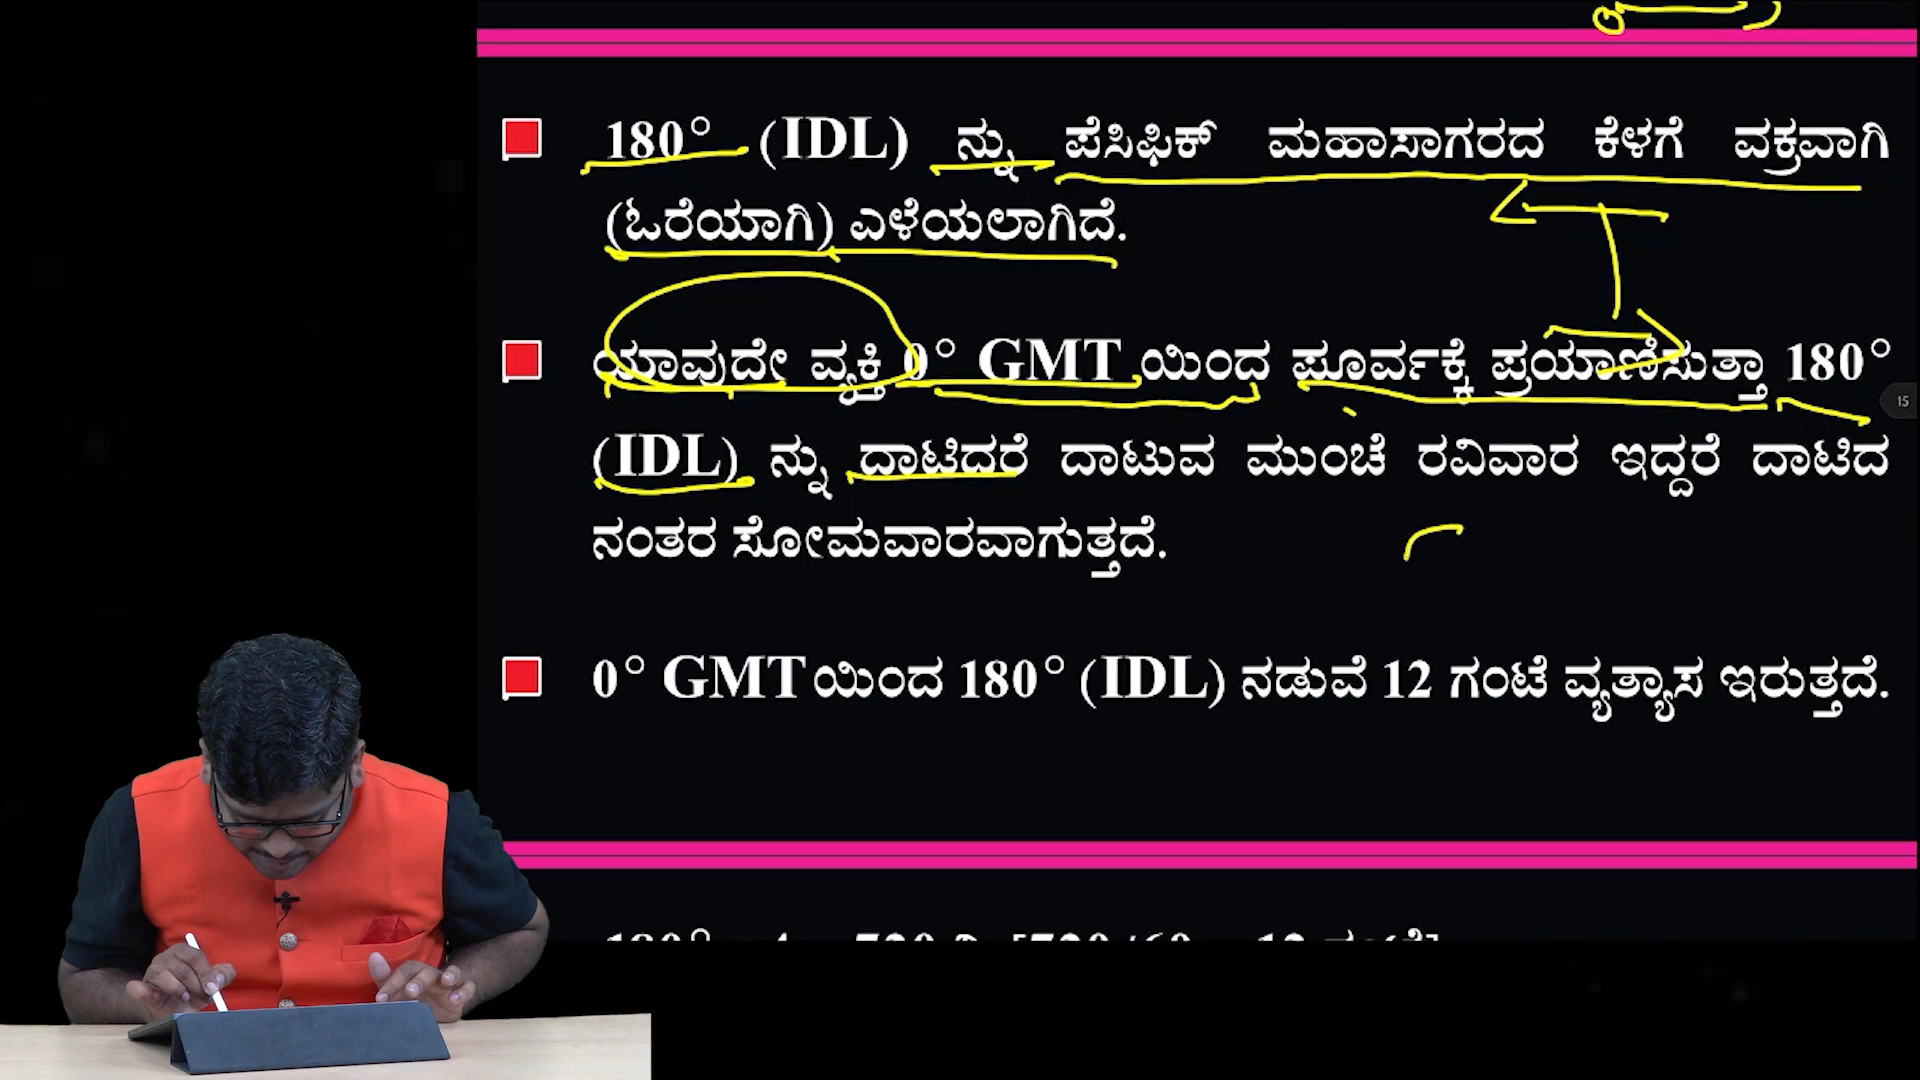 180° (IDL) ನ್ನು ಪೆಸಿಫಿಕ್ ಮಹಾಸಾಗರದ ಕೆಳಗೆ ವಕ್ರವಾಗಿ
(ಓರೆಯಾಗಿ) ಎಳೆಯಲಾಗಿದೆ.
ಯಾವುದೇ ವ್ಯಕ್ತಿ 0° GMT ಯಿಂದ ಪೂರ್ವಕ್ಕೆ ಪ್ರಯಾಣಿಸುತ್ತಾ 180°
15
(IDL) ನ್ನು ದಾಟಿದರೆ ದಾಟುವ ಮುಂಚೆ ರವಿವಾರ ಇದ್ದರೆ ದಾಟಿದ
ನಂತರ ಸೋಮವಾರವಾಗುತ್ತದೆ.
0° GMT ಯಿಂದ 180° (IDL) ನಡುವೆ 12 ಗಂಟೆ ವ್ಯತ್ಯಾಸ ಇರುತ್ತದೆ.